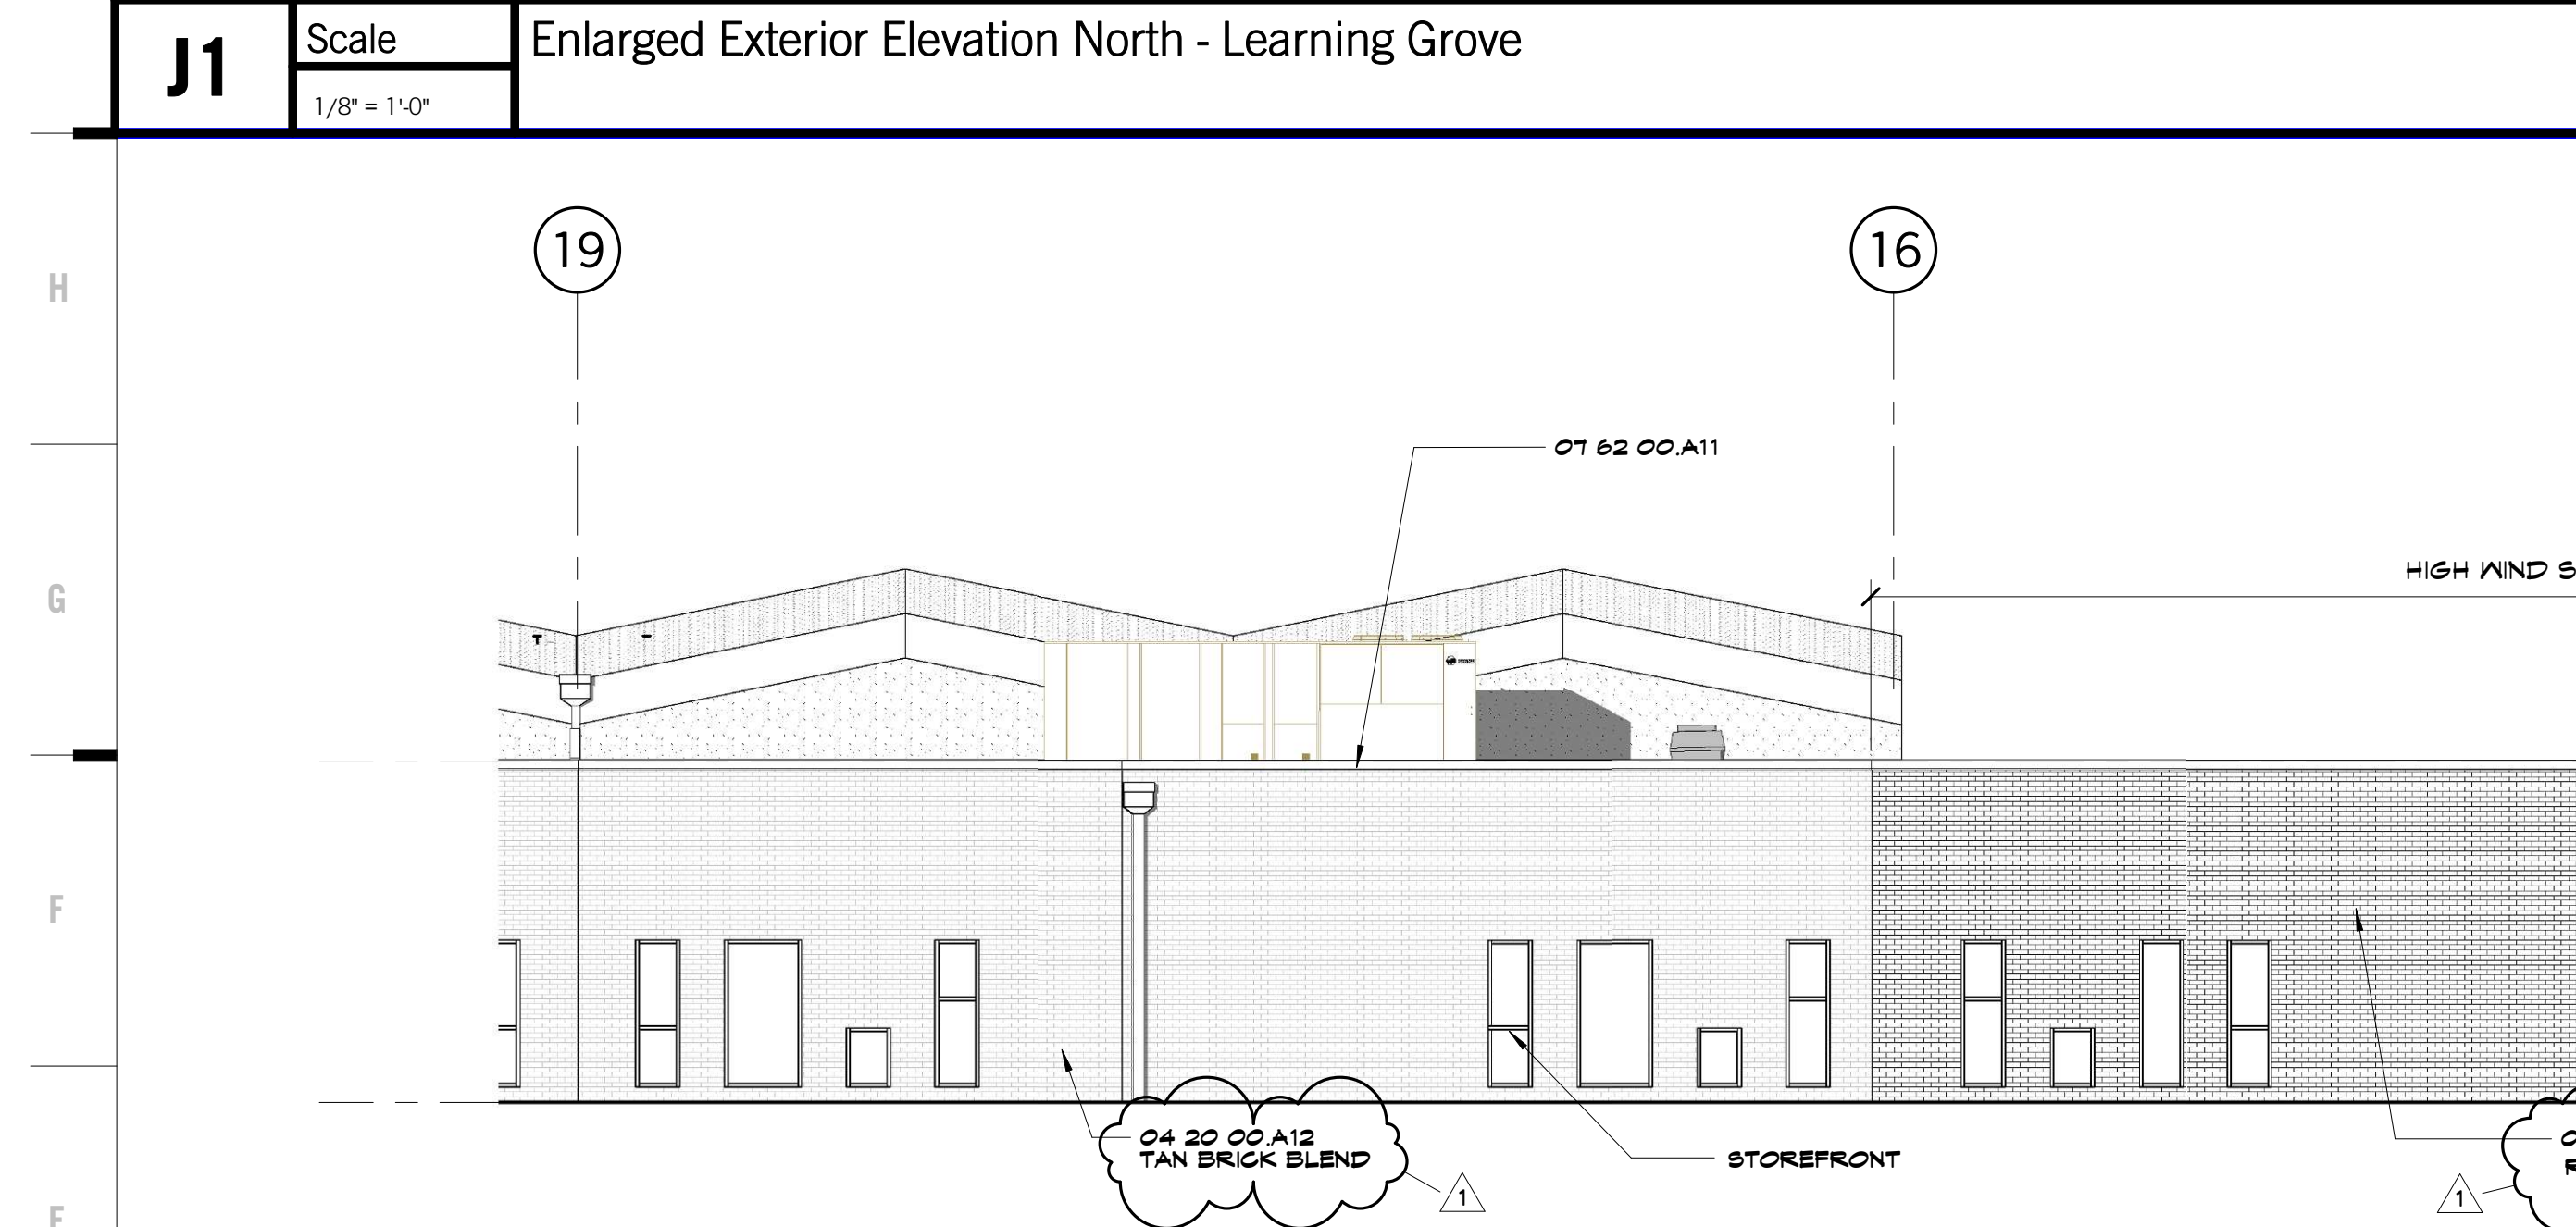 J1
Scale
1/8" = 1'-0"
Enlarged Exterior Elevation North - Learning Grove
H
19
16
07 62 00.A11
G
HIGH WIND
F
04 20 00.A12
TAN BRICK BLEND
STOREFRONT
1
1